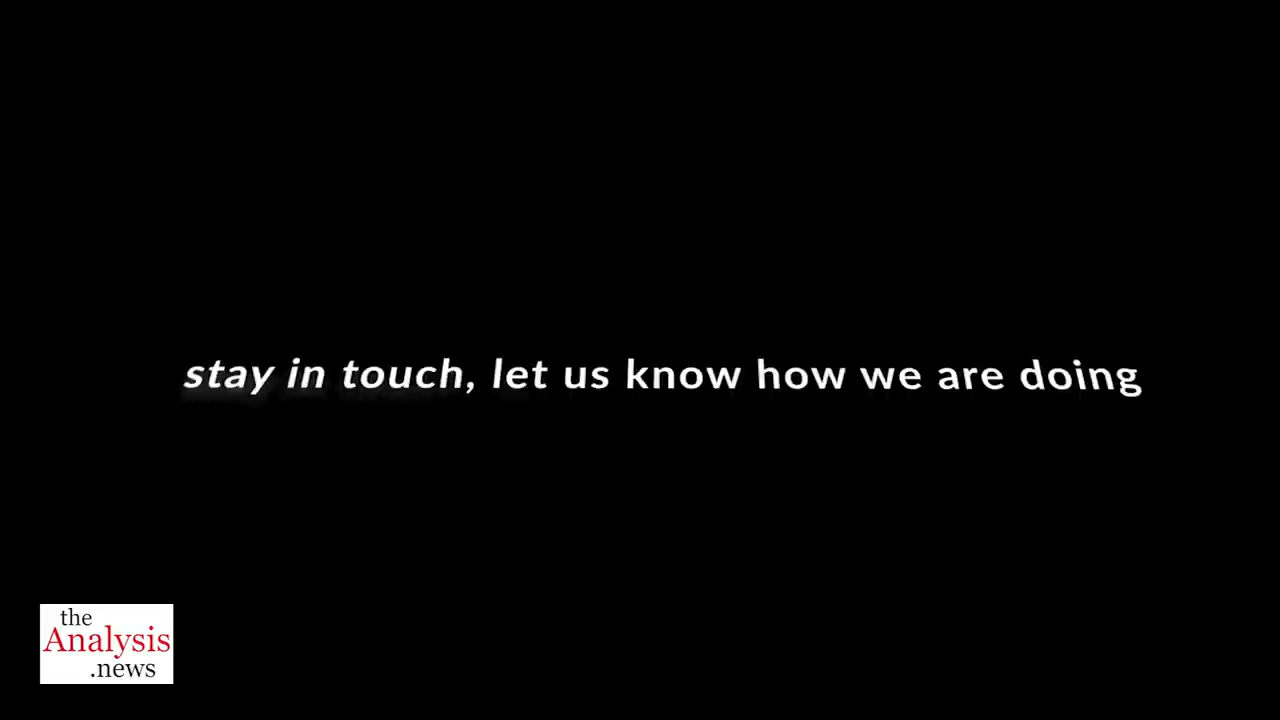 stay in touch, let us know how we are doing
the
Analysis
.news